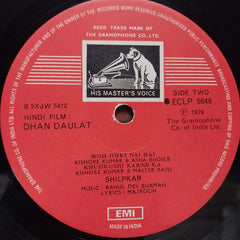 REGD. TRADE MARK OF
THE GRAMOPHONE CO. LTD.
HIS MASTER'S VOICE
B 2XJW 5412
HINDI FILM :
DHAN DAULAT
SIDE TWO
ECLP 5649
℗ 1979
The Gramophone
Co. of India Ltd.
WOH JINKI NAI HAI
KISHORE KUMAR & ASHA BHOSLE
KHUDKUSHI KARNE KA
KISHORE KUMAR & MASTER RAJU
SHILPKAR
MUSIC : RAHUL DEV BURMAN
LYRICS : MAJROOH
EMI
MADE IN INDIA